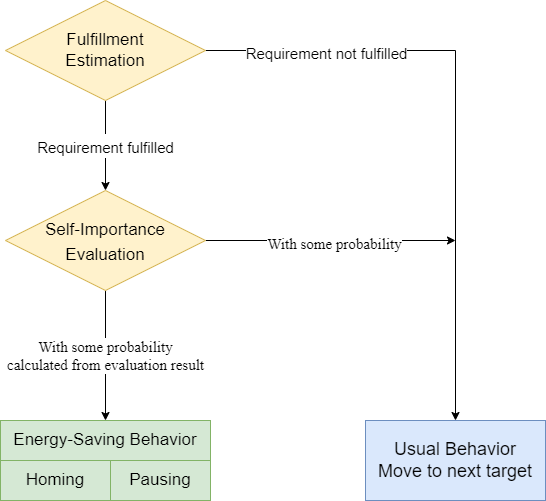 Fulfillment
Estimation
Requirement not fulfilled
Requirement fulfilled
Self-Importance
Evaluation
With some probability
With some probability
calculated from evaluation result
Energy-Saving Behavior
Homing
Pausing
Usual Behavior
Move to next target